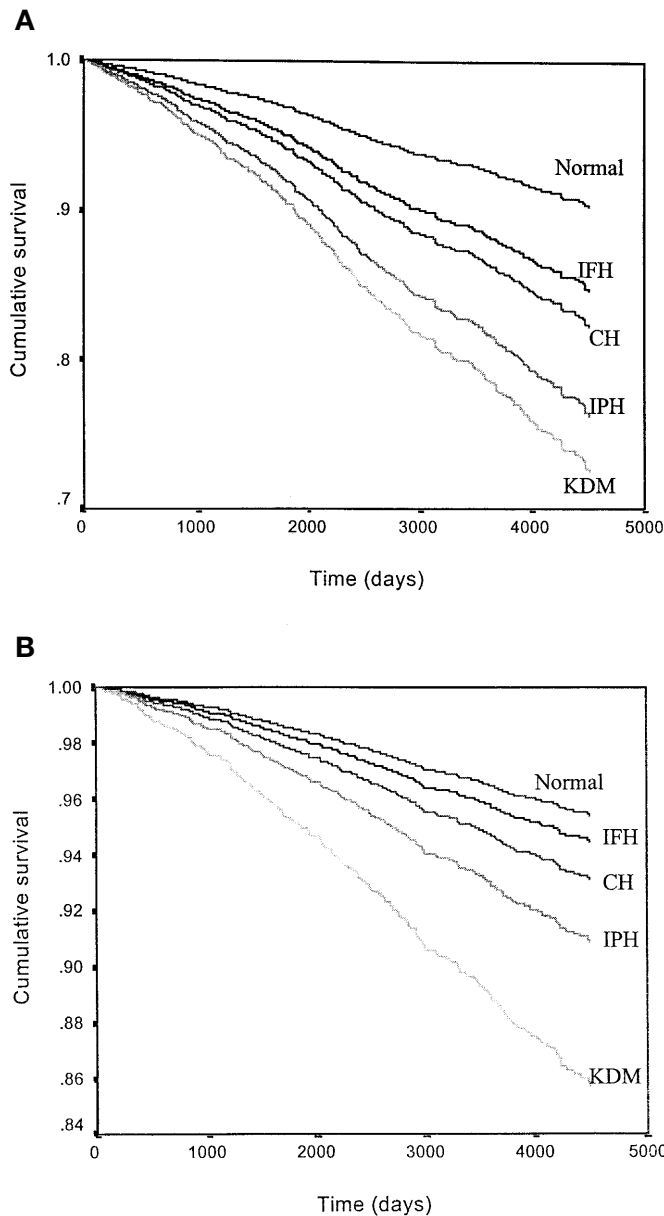 A
1.0
.9
.8
.7
Cumulative survival
Normal
IFH
CH
IPH
KDM
0 1000 2000 3000 4000 5000
Time (days)
B
1.00
.98
.96
.94
.92
.90
.88
.86
.84
Cumulative survival
Normal
IFH
CH
IPH
KDM
0 1000 2000 3000 4000 5000
Time (days)